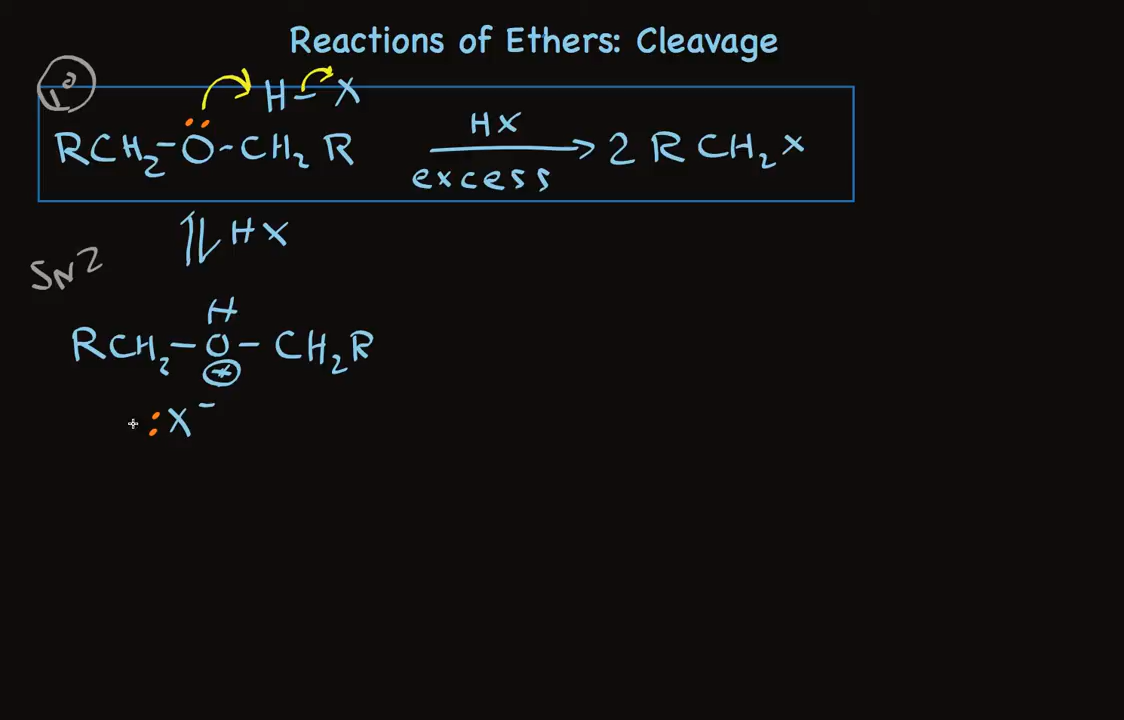 Reactions of Ethers: Cleavage
1°
H-X
RCH₂-O-CH₂R HX excess → 2 RCH₂X
⇌ HX
SN2
H
RCH₂-O-CH₂R
+
:X⁻